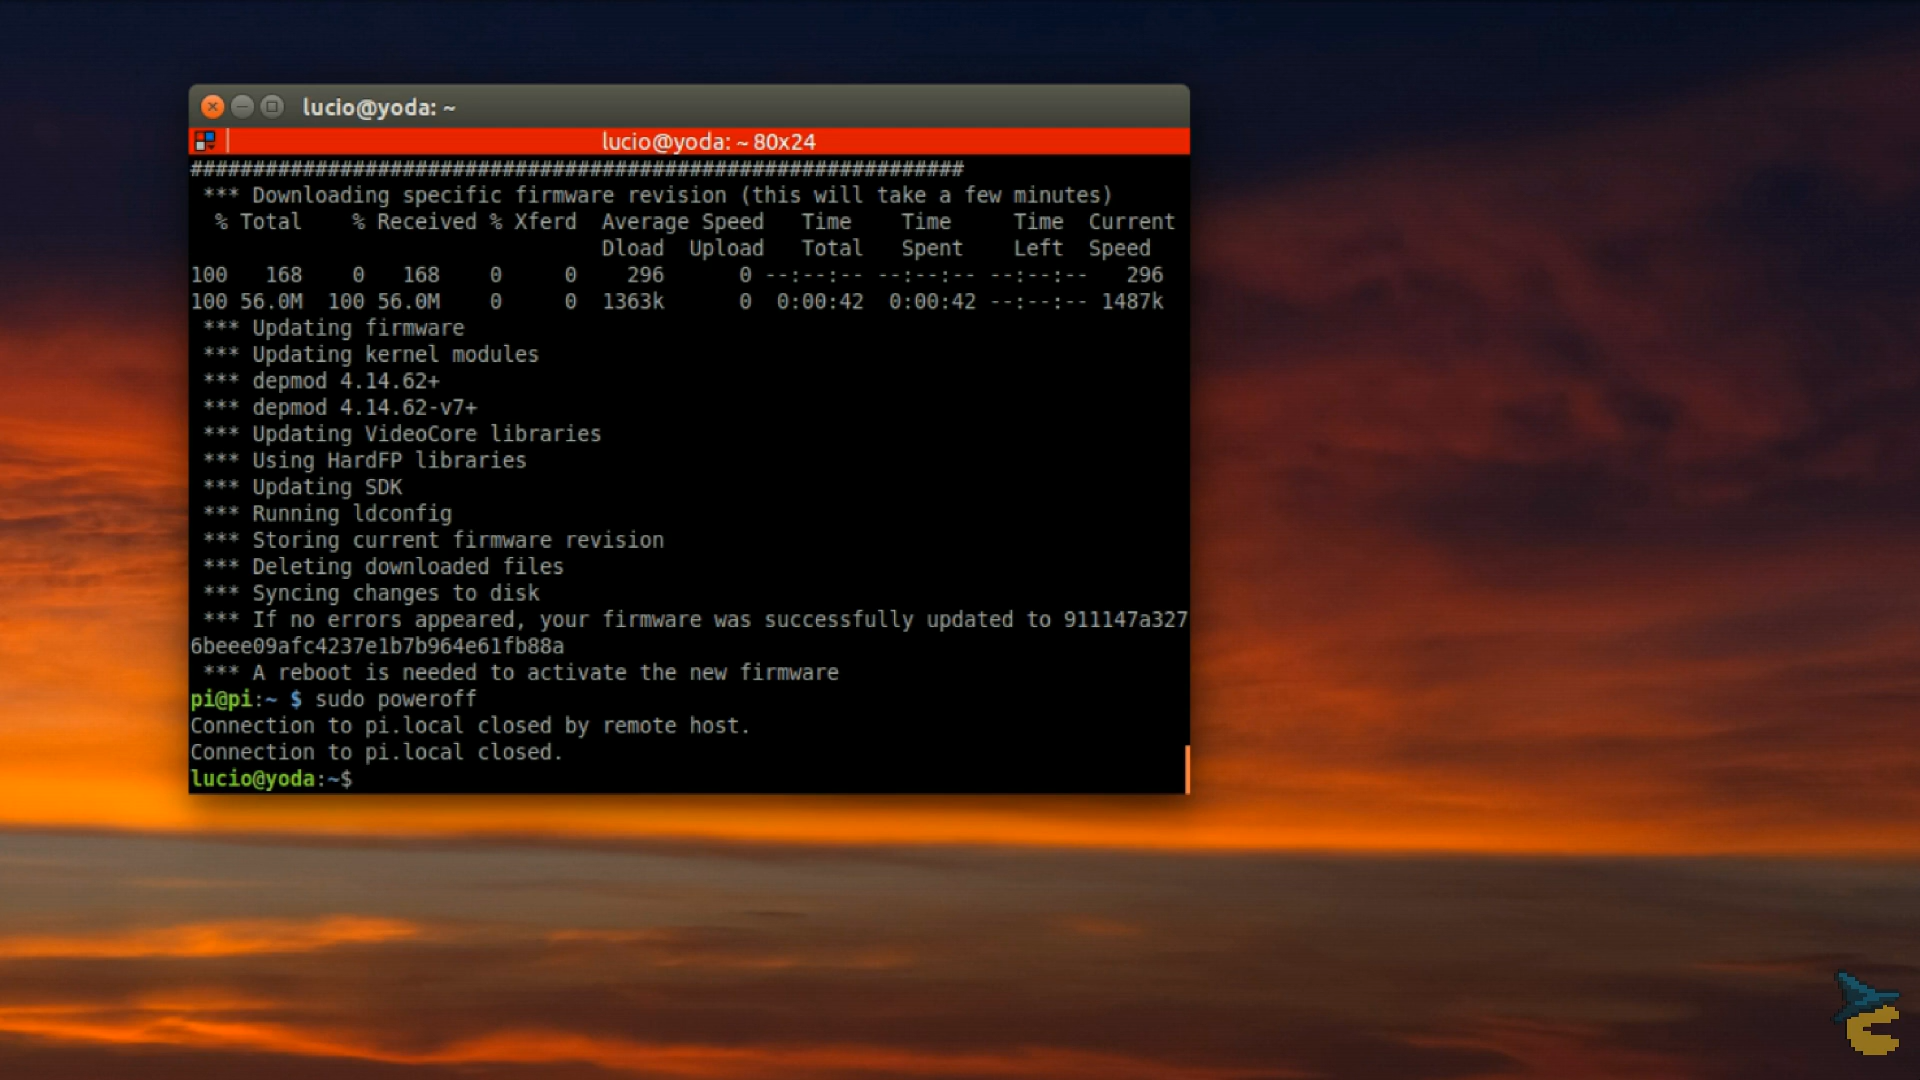 lucio@yoda: ~
lucio@yoda: ~ 80x24
##############################################################
*** Downloading specific firmware revision (this will take a few minutes)
% Total % Received % Xferd Average Speed Time Time Time Current
Dload Upload Total Spent Left Speed
100 168 0 168 0 0 296 0 --:--:-- --:--:-- --:--:-- 296
100 56.0M 100 56.0M 0 0 1363k 0 0:00:42 0:00:42 --:--:-- 1487k
*** Updating firmware
*** Updating kernel modules
*** depmod 4.14.62+
*** depmod 4.14.62-v7+
*** Updating VideoCore libraries
*** Using HardFP libraries
*** Updating SDK
*** Running ldconfig
*** Storing current firmware revision
*** Deleting downloaded files
*** Syncing changes to disk
*** If no errors appeared, your firmware was successfully updated to 911147a327
6beee09afc4237e1b7b964e61fb88a
*** A reboot is needed to activate the new firmware
pi@pi:~ $ sudo poweroff
Connection to pi.local closed by remote host.
Connection to pi.local closed.
lucio@yoda:~$